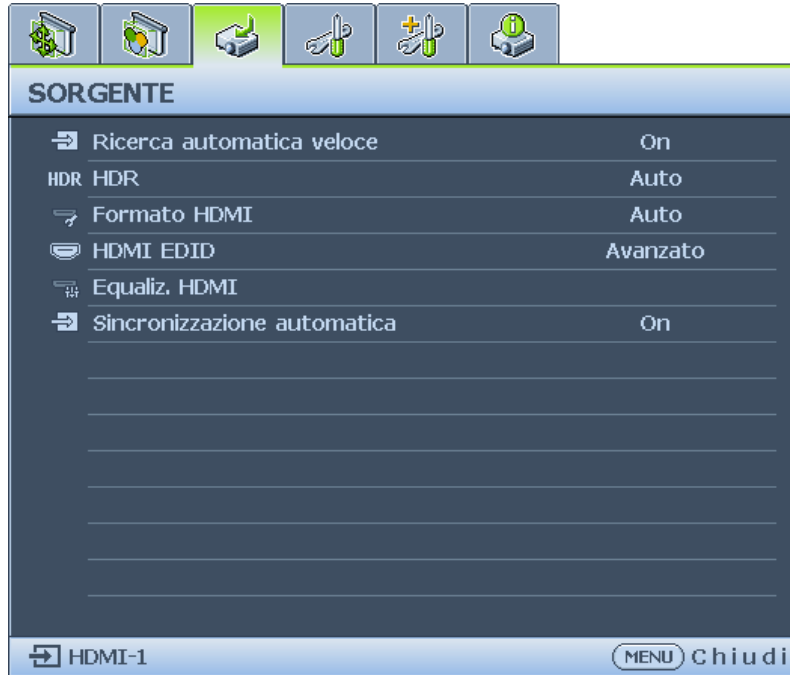 SORGENTE
Ricerca automatica veloce On
HDR HDR Auto
Formato HDMI Auto
HDMI EDID Avanzato
Equaliz. HDMI
Sincronizzazione automatica On
HDMI-1 MENU Chiudi